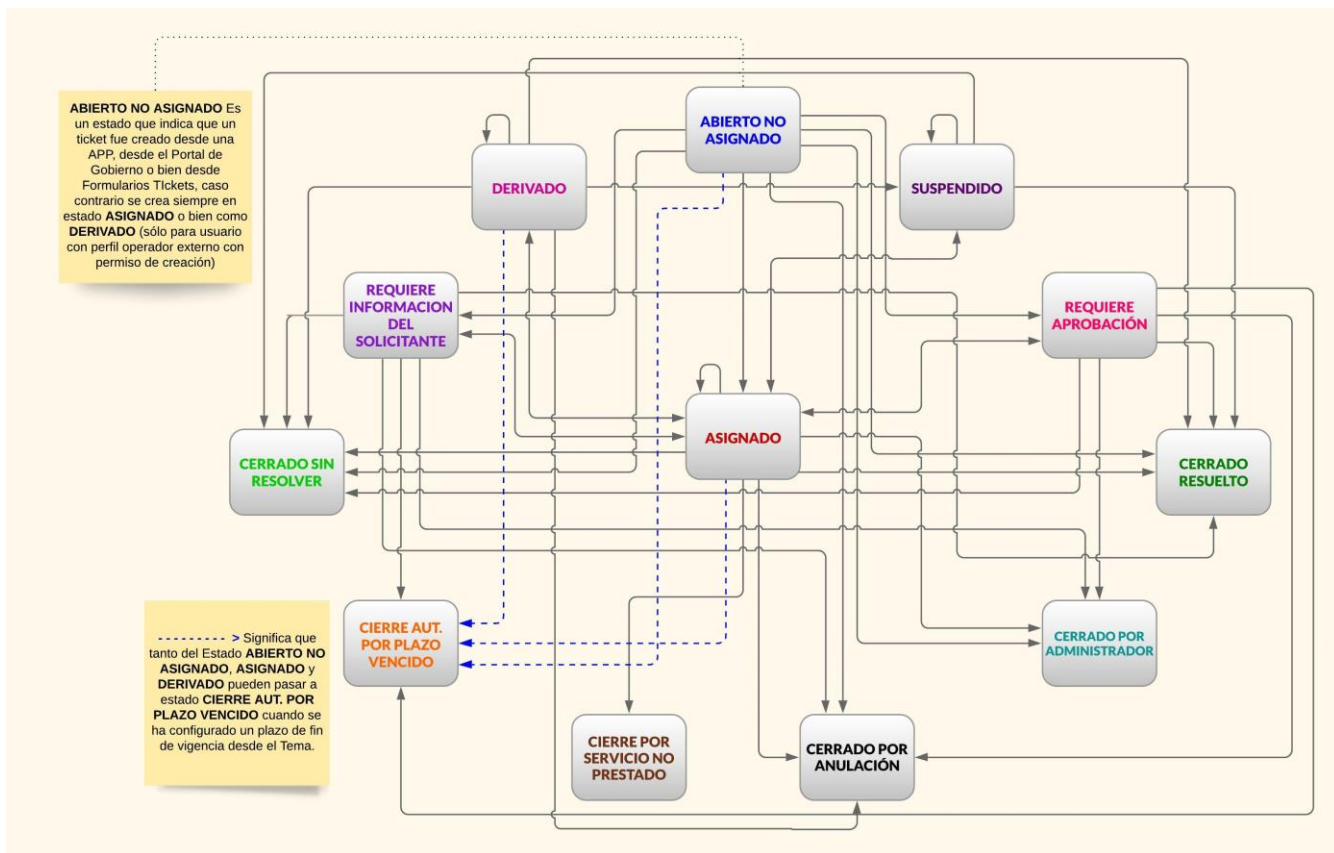 ABIERTO NO ASIGNADO Es
un estado que indica que un
ticket fue creado desde una
APP, desde el Portal de
Gobierno o bien desde
Formularios TIckets, caso
contrario se crea siempre en
estado ASIGNADO o bien como
DERIVADO (sólo para usuario
con perfil operador externo con
permiso de creación)
ABIERTO NO
ASIGNADO
DERIVADO
SUSPENDIDO
REQUIERE
INFORMACION
DEL
SOLICITANTE
REQUIERE
APROBACIÓN
ASIGNADO
CERRADO SIN
RESOLVER
CERRADO
RESUELTO
CIERRE AUT.
POR PLAZO
VENCIDO
CERRADO POR
ADMINISTRADOR
CIERRE POR
SERVICIO NO
PRESTADO
CERRADO POR
ANULACIÓN
--------- > Significa que
tanto del Estado ABIERTO NO
ASIGNADO, ASIGNADO y
DERIVADO pueden pasar a
estado CIERRE AUT. POR
PLAZO VENCIDO cuando se
ha configurado un plazo de fin
de vigencia desde el Tema.